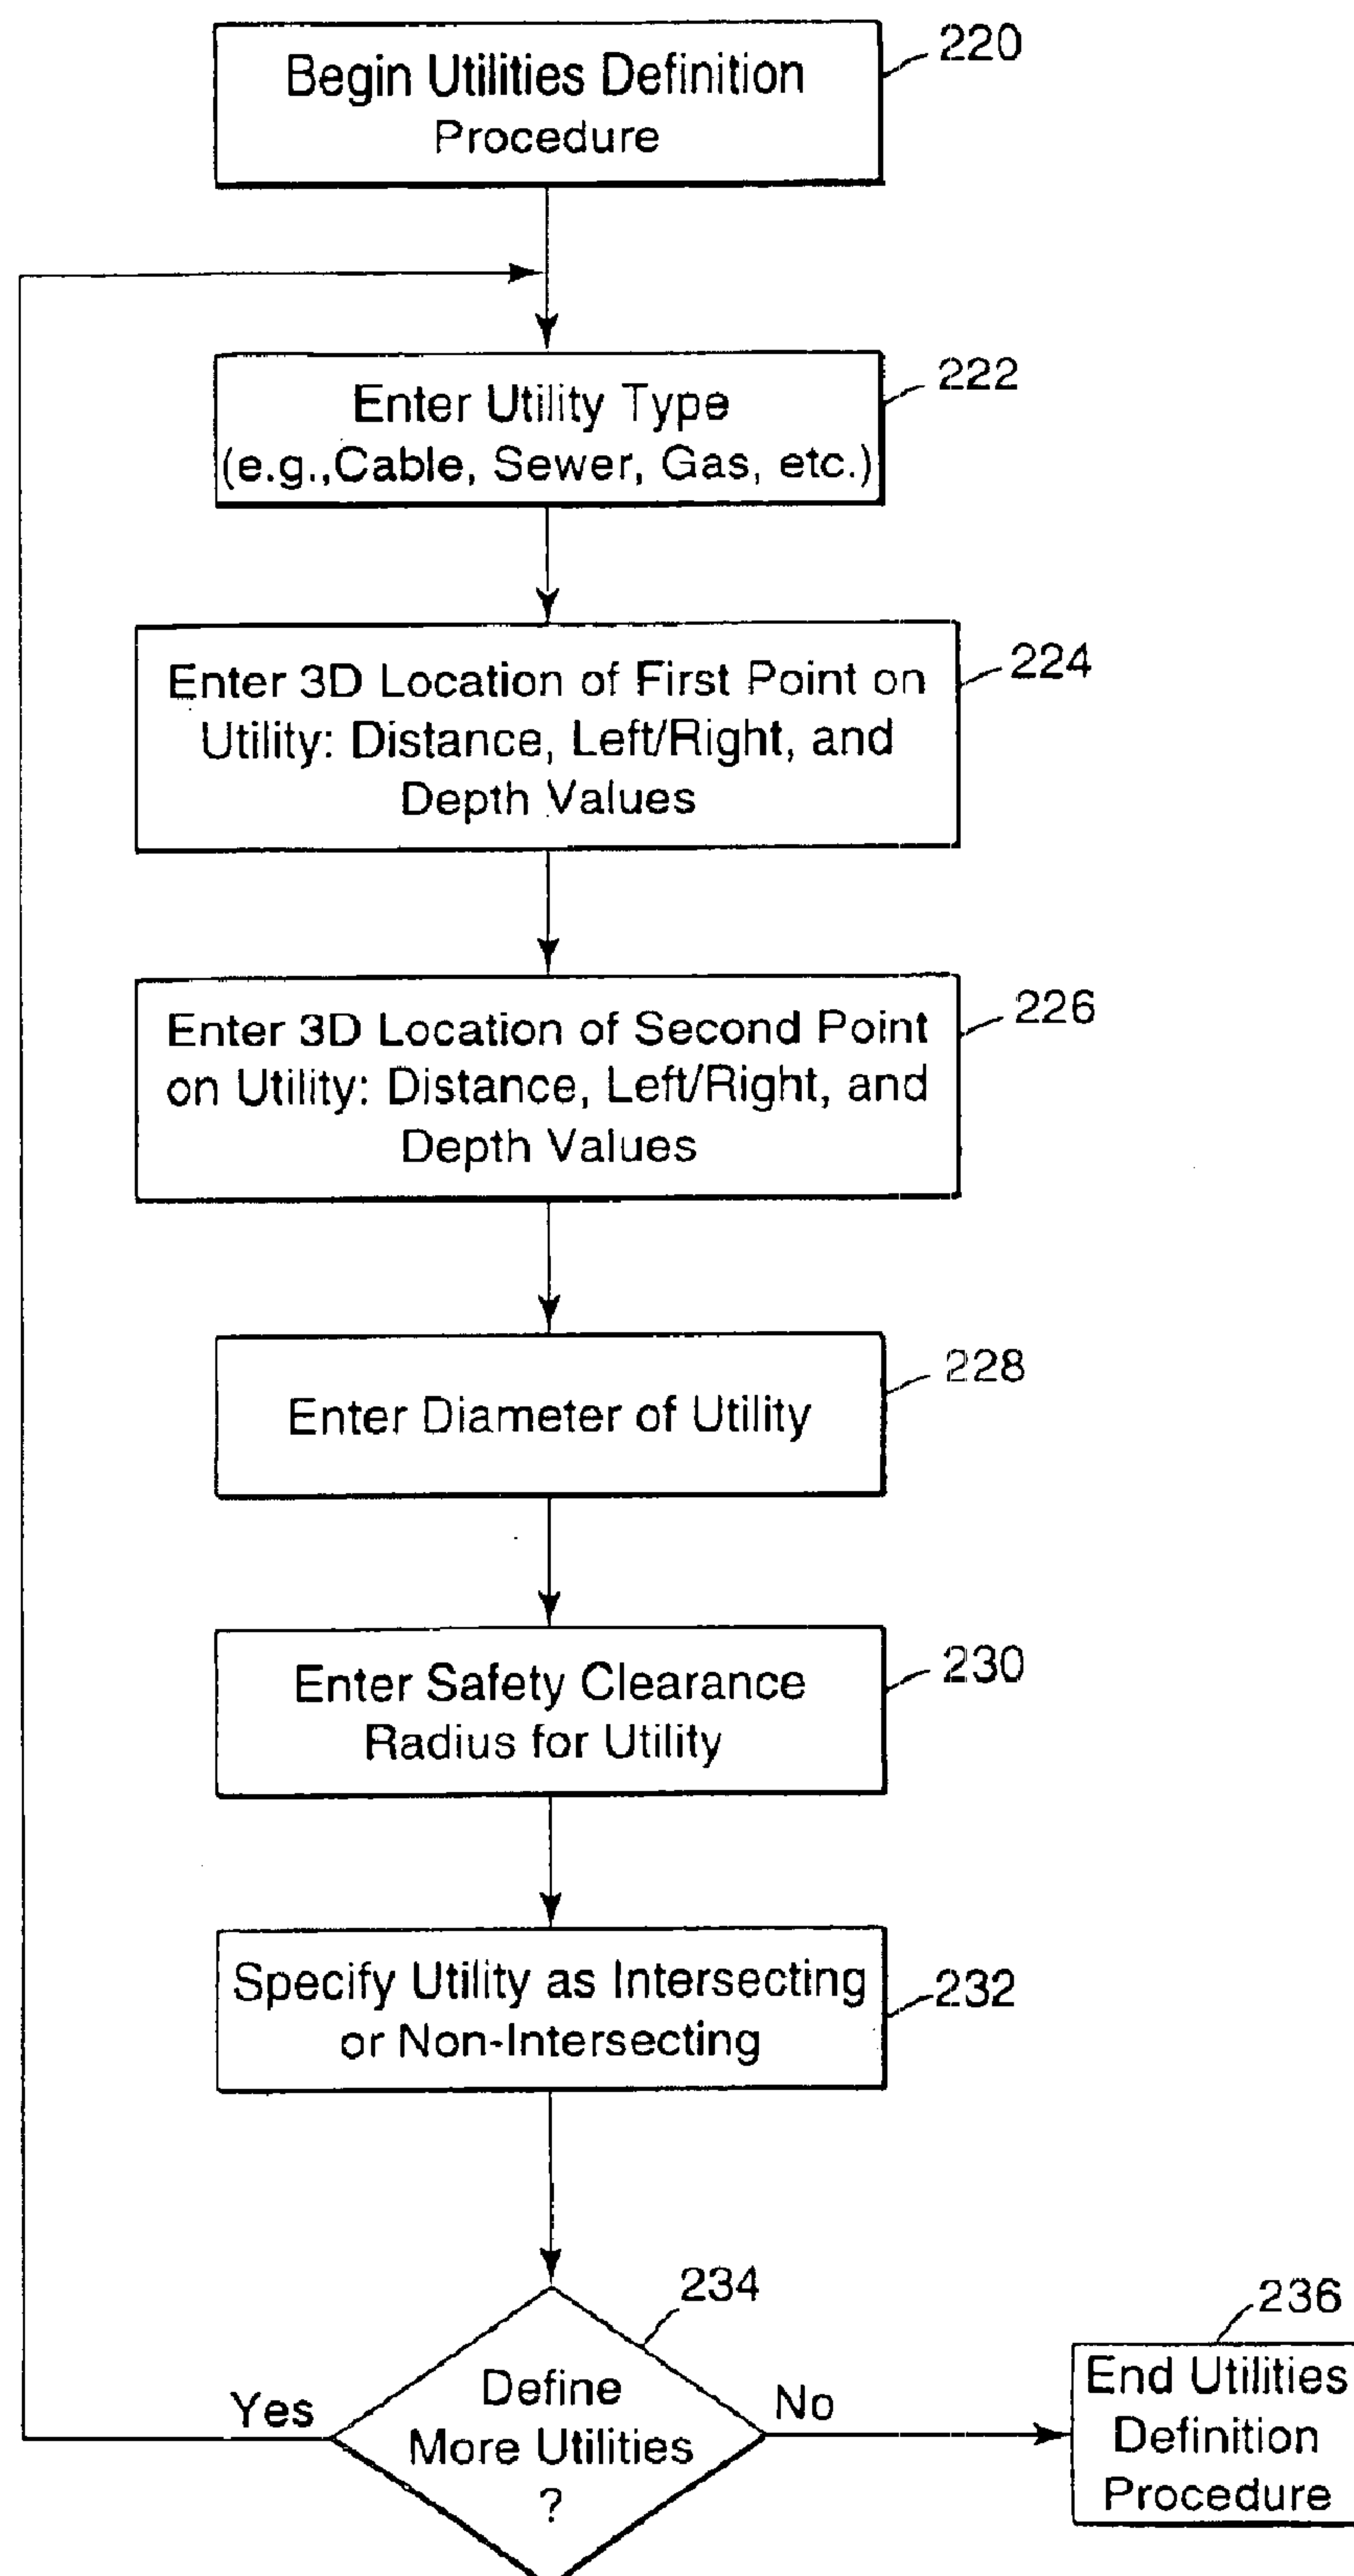 Begin Utilities Definition
Procedure
220
Enter Utility Type
(e.g.,Cable, Sewer, Gas, etc.)
222
Enter 3D Location of First Point on
Utility: Distance, Left/Right, and
Depth Values
224
Enter 3D Location of Second Point
on Utility: Distance, Left/Right, and
Depth Values
226
Enter Diameter of Utility
228
Enter Safety Clearance
Radius for Utility
230
Specify Utility as Intersecting
or Non-Intersecting
232
234
Define
More Utilities
?
Yes
No
236
End Utilities
Definition
Procedure